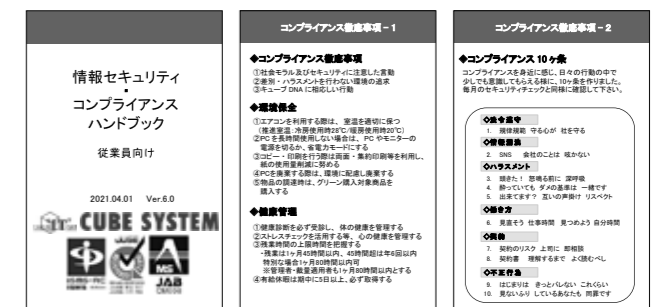 情報セキュリティ
・
コンプライアンス
ハンドブック
従業員向け
2021.04.01 Ver.6.0
CUBE SYSTEM
MS
JAB
コンプライアンス徹底事項－1
◆コンプライアンス徹底事項
①社会モラル及びセキュリティに注意した言動
②差別・ハラスメントを行わない環境の追求
③キューブ DNA に相応しい行動
◆環境保全
①エアコンを利用する際は、室温を適切に保つ
（推進室温：冷房使用時28℃/暖房使用時20℃）
②PC を長時間使用しない場合は、PC やモニターの
電源を切るか、省電力モードにする
③コピー・印刷を行う際は両面・集約印刷等を利用し、
紙の使用量削減に努める
④PCを廃棄する際は、環境に配慮し廃棄する
⑤物品の調達時は、グリーン購入対象商品を
購入する
◆健康管理
①健康診断を必ず受診し、体の健康を管理する
②ストレスチェックを活用する等、心の健康を管理する
③残業時間の上限時間を把握する
・残業は1ヶ月45時間以内、45時間超は年6回以内
特別な場合1ヶ月80時間以内可
※管理者・裁量適用者も1ヶ月80時間以内とする
④有給休暇は期中に5日以上、必ず取得する
コンプライアンス徹底事項－2
◆コンプライアンス 10ヶ条
コンプライアンスを身近に感じ、日々の行動の中で
少しでも意識してもらえる様に、10ヶ条を作りました。
毎月のセキュリティチェックと同様に確認して下さい。
◇法令遵守
1. 規律規範 守る心が 社を守る
◇情報漏洩
2. SNS 会社のことは 呟かない
◇ハラスメント
3. 頭きた！ 怒鳴る前に 深呼吸
4. 酔っていても ダメの基準は 一緒です
5. 出来てます？ 互いの声掛け リスペクト
◇働き方
6. 見直そう 仕事時間 見つめよう 自分時間
◇契約
7. 契約のリスク 上司に 即相談
8. 契約書 理解するまで よく読むべし
◇不正行為
9. はじまりは きっとバレない これくらい
10. 見ないふり しているあなたも 同罪です